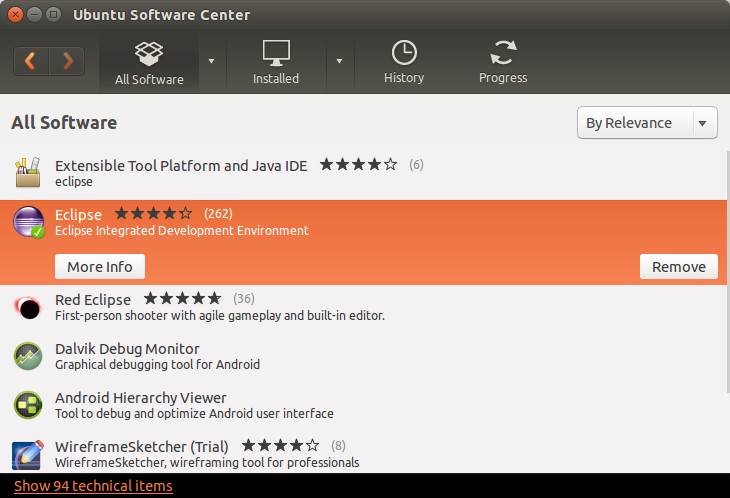 Ubuntu Software Center
All Software
Installed
History
Progress
All Software
By Relevance
Extensible Tool Platform and Java IDE (6)
eclipse
Eclipse (262)
Eclipse Integrated Development Environment
More Info
Remove
Red Eclipse (36)
First-person shooter with agile gameplay and built-in editor.
Dalvik Debug Monitor
Graphical debugging tool for Android
Android Hierarchy Viewer
Tool to debug and optimize Android user interface
WireframeSketcher (Trial) (8)
WireframeSketcher, wireframing tool for professionals
Show 94 technical items